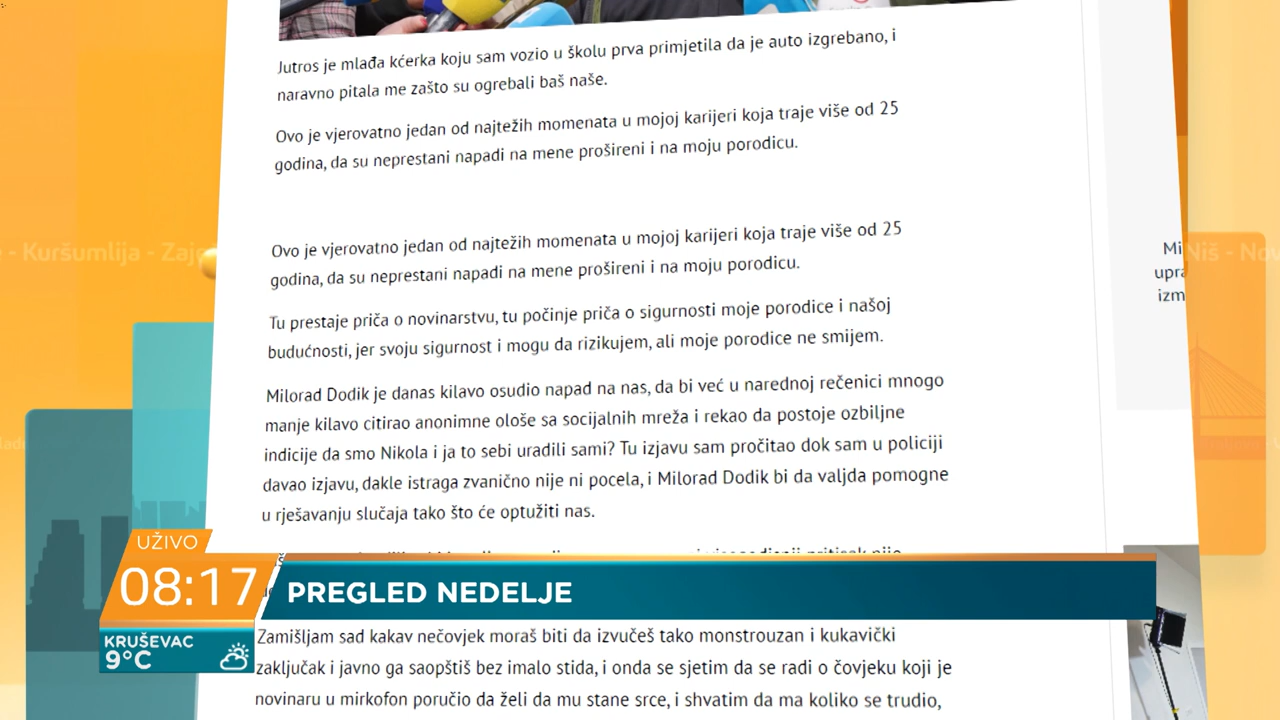 Jutros je mlađa kćerka koju sam vozio u školu prva primjetila da je auto izgrebano, i
naravno pitala me zašto su ogrebali baš naše.
Ovo je vjerovatno jedan od najtežih momenata u mojoj karijeri koja traje više od 25
godina, da su neprestani napadi na mene prošireni i na moju porodicu.
Ovo je vjerovatno jedan od najtežih momenata u mojoj karijeri koja traje više od 25
godina, da su neprestani napadi na mene prošireni i na moju porodicu.
- Kuršumlija - Zaj
Mi
Niš - Nov
upra
izm
Tu prestaje priča o novinarstvu, tu počinje priča o sigurnosti moje porodice i našoj
budućnosti, jer svoju sigurnost i mogu da rizikujem, ali moje porodice ne smijem.
Milorad Dodik je danas kilavo osudio napad na nas, da bi već u narednoj rečenici mnogo
manje kilavo citirao anonimne ološe sa socijalnih mreža i rekao da postoje ozbiljne
indicije da smo Nikola i ja to sebi uradili sami? Tu izjavu sam pročitao dok sam u policiji
davao izjavu, dakle istraga zvanično nije ni pocela, i Milorad Dodik bi da valjda pomogne
u rješavanju slučaja tako što će optužiti nas.
UŽIVO
08:17
PREGLED NEDELJE
KRUŠEVAC
9°C
Zamišljam sad kakav nečovjek moraš biti da izvučeš tako monstrouzan i kukavički
zaključak i javno ga saopštiš bez imalo stida, i onda se sjetim da se radi o čovjeku koji je
novinaru u mirkofon poručio da želi da mu stane srce, i shvatim da ma koliko se trudio,